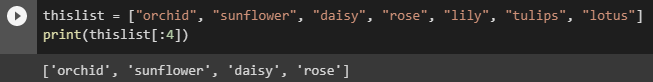 thislist = ["orchid", "sunflower", "daisy", "rose", "lily", "tulips", "lotus"]
print(thislist[:4])
['orchid', 'sunflower', 'daisy', 'rose']